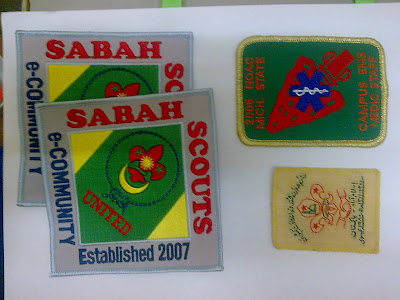 SABAH
SCOUTS
e-COMMUNITY
SABAH
SCOUTS
e-COMMUNITY
UNITED
Established 2007
2006 NOAC
MICH. STATE
CAMPUS EMS
MEDIC STAFF